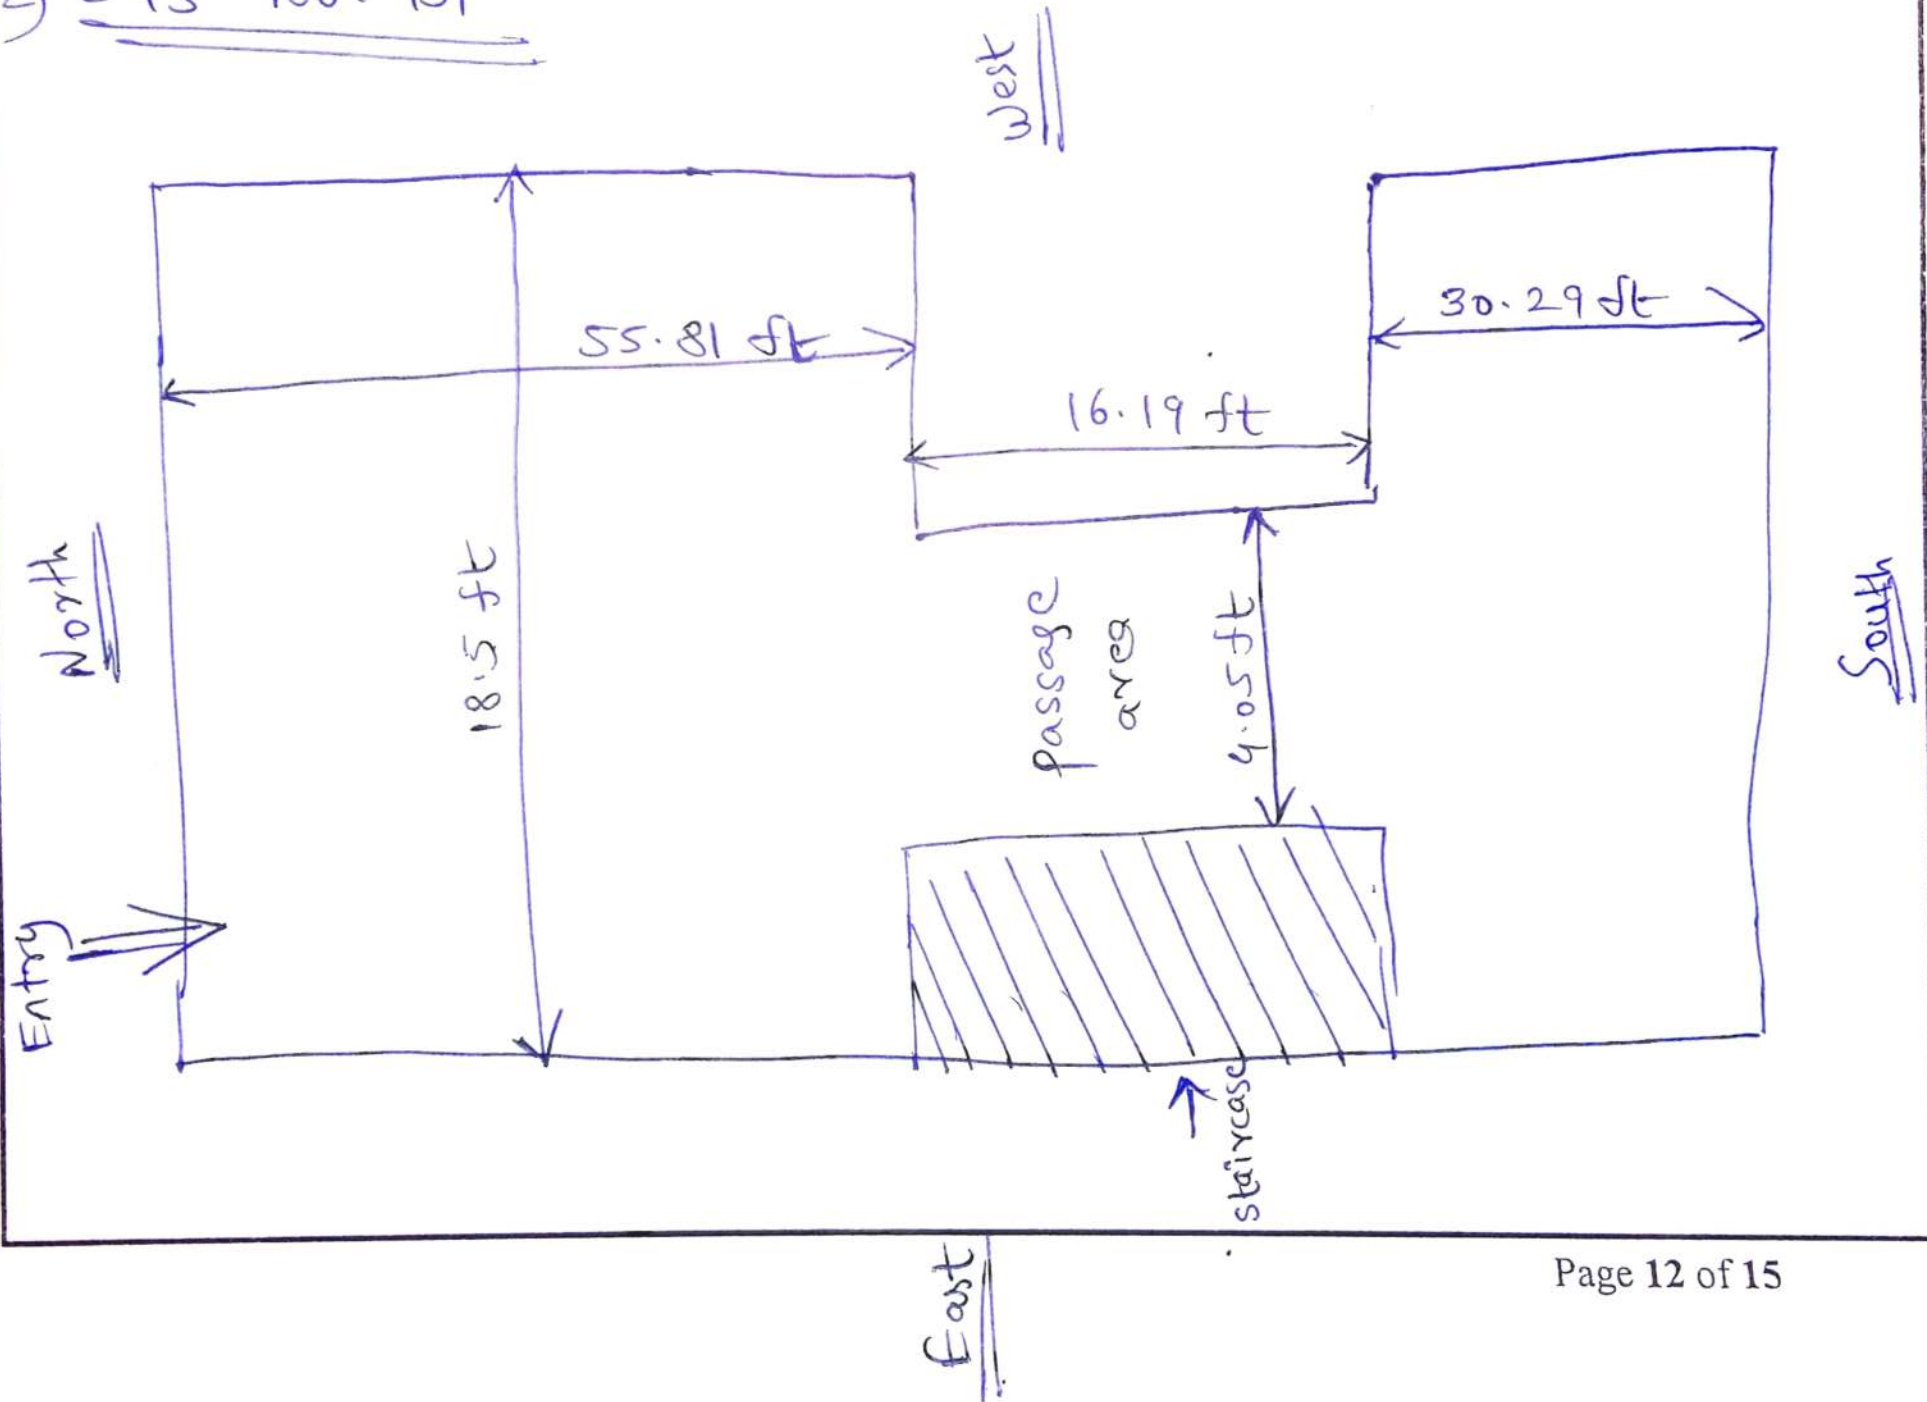 West
55.81 ft
30.29 ft
16.19 ft
North
18.5 ft
passage
area
4.05 ft
South
Entry
staircase
East
Page 12 of 15